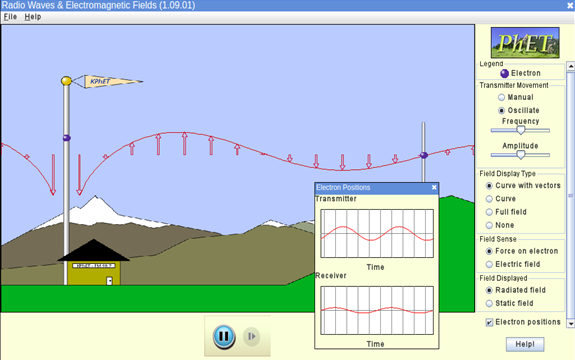 Radio Waves & Electromagnetic Fields (1.09.01)
File Help
KPhET
Electron Positions
Transmitter
Time
Receiver
Time
PhET
Legend
Electron
Transmitter Movement
Manual
Oscillate
Frequency
Amplitude
Field Display Type
Curve with vectors
Curve
Full field
None
Field Sense
Force on electron
Electric field
Field Displayed
Radiated field
Static field
Electron positions
Help!